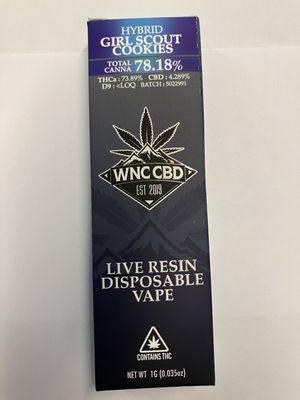 HYBRID
GIRL SCOUT
COOKIES
TOTAL CANNA 78.18%
THCa: 73.89% CBD: 4.289%
D9: <LOQ BATCH: 5022991
WNC CBD
EST 2019
LIVE RESIN
DISPOSABLE
VAPE
CONTAINS THC
NET WT 1G (0.035oz)